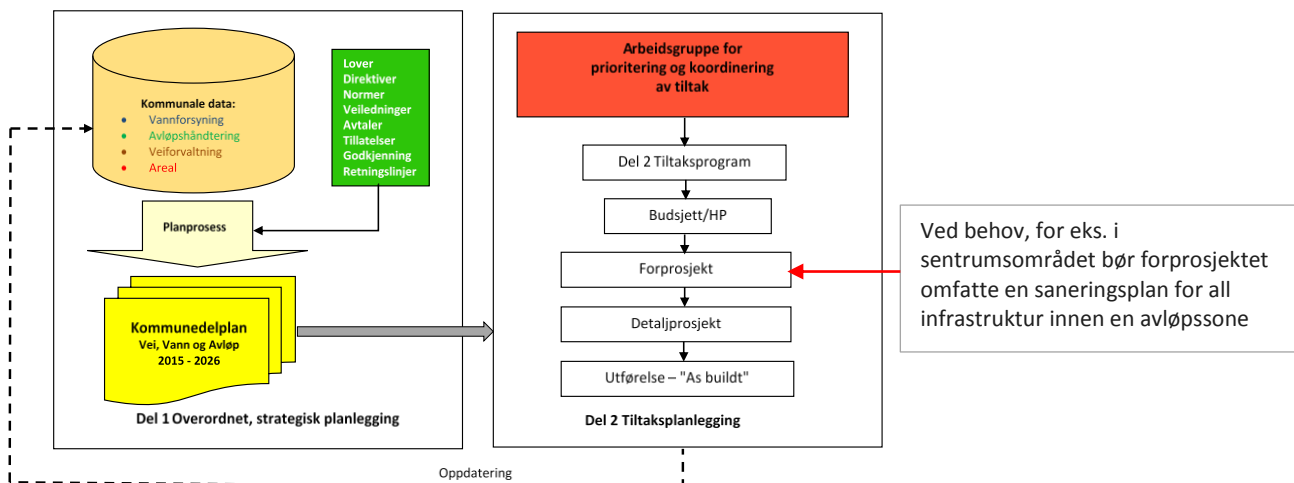 Kommunale data:
Vannforsyning
Avløpshåndtering
Veiforvaltning
Areal
Lover
Direktiver
Normer
Veiledninger
Avtaler
Tillatelser
Godkjenning
Retningslinjer
Planprosess
Kommunedelplan
Vei, Vann og Avløp
2015 - 2026
Del 1 Overordnet, strategisk planlegging
Arbeidsgruppe for
prioritering og koordinering
av tiltak
Del 2 Tiltaksprogram
Budsjett/HP
Forprosjekt
Detaljprosjekt
Utførelse – "As buildt"
Del 2 Tiltaksplanlegging
Ved behov, for eks. i
sentrumsområdet bør forprosjektet
omfatte en saneringsplan for all
infrastruktur innen en avløpssone
Oppdatering